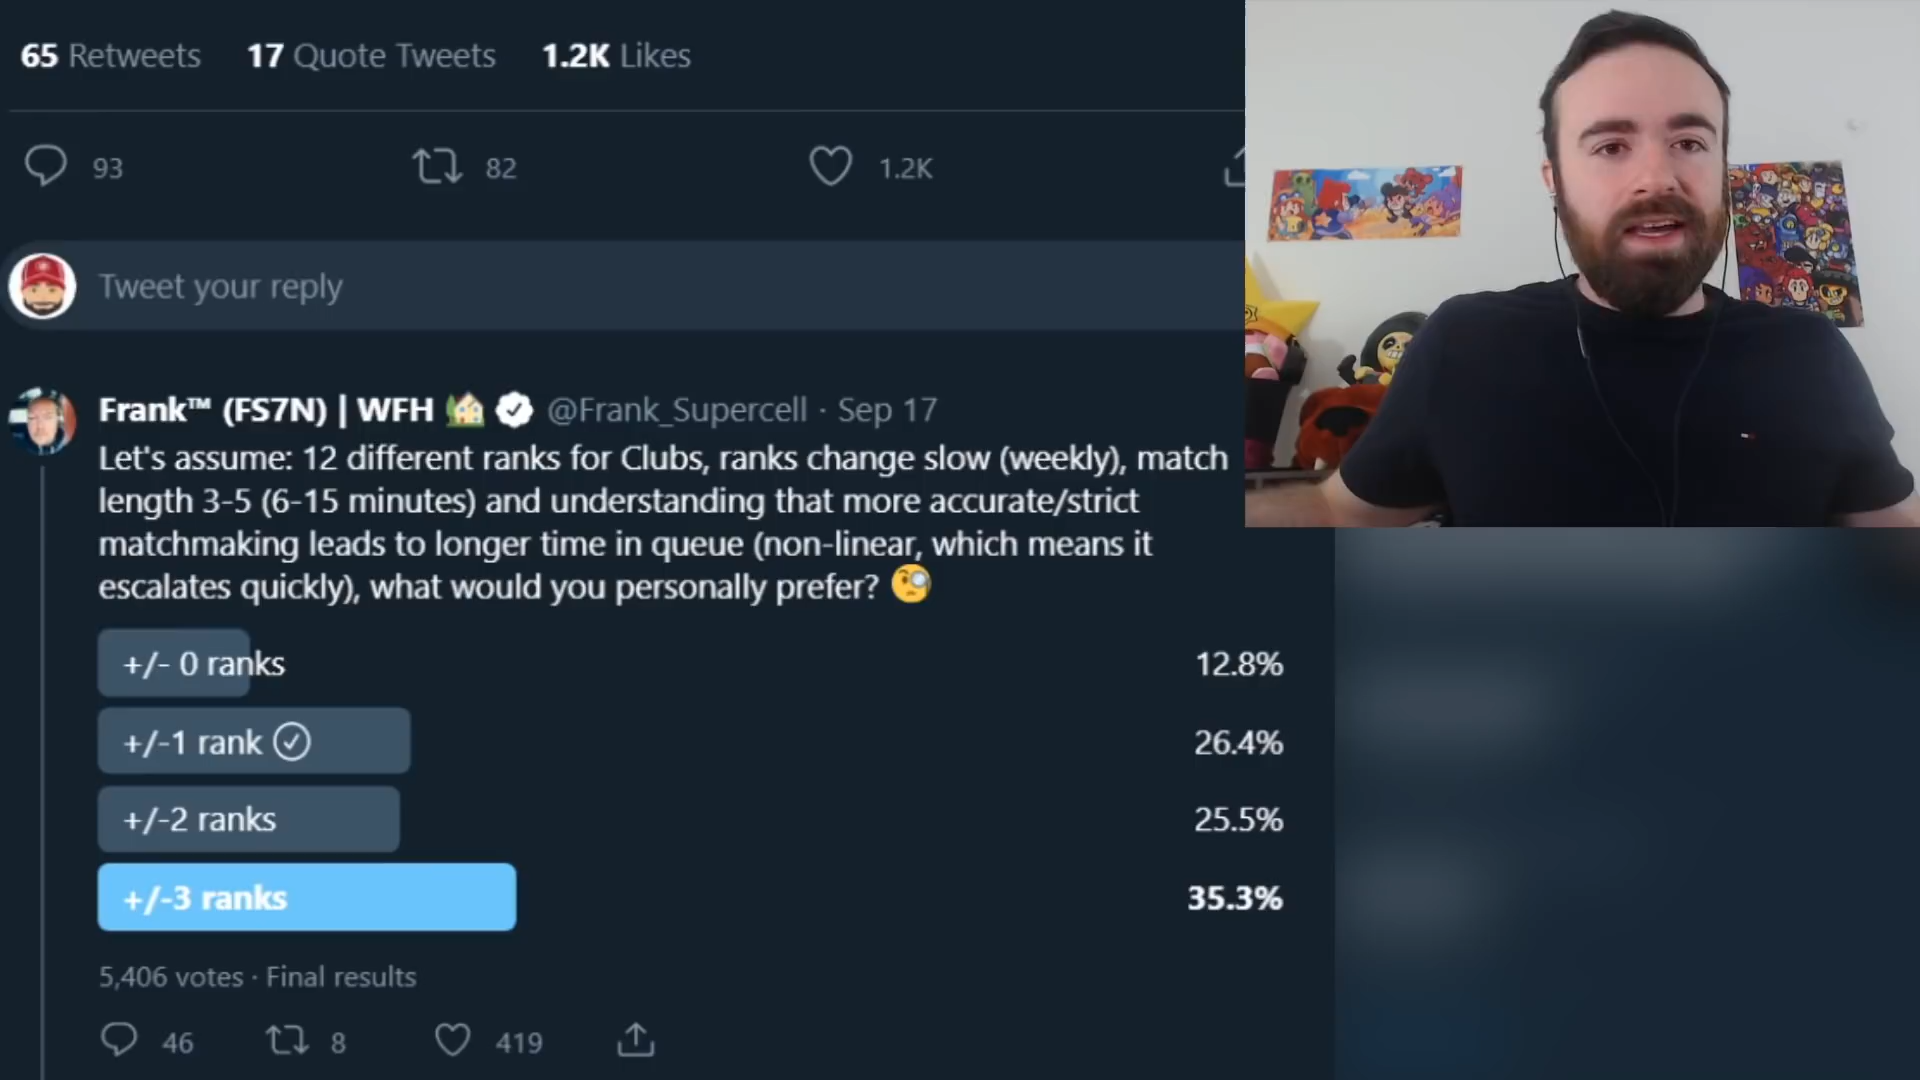 65 Retweets 17 Quote Tweets 1.2K Likes
93 82 1.2K
Tweet your reply
Frank™ (FS7N) | WFH 🏡 @Frank_Supercell · Sep 17
Let's assume: 12 different ranks for Clubs, ranks change slow (weekly), match
length 3-5 (6-15 minutes) and understanding that more accurate/strict
matchmaking leads to longer time in queue (non-linear, which means it
escalates quickly), what would you personally prefer? 🧐
+/- 0 ranks 12.8%
+/-1 rank 26.4%
+/-2 ranks 25.5%
+/-3 ranks 35.3%
5,406 votes · Final results
46 8 419